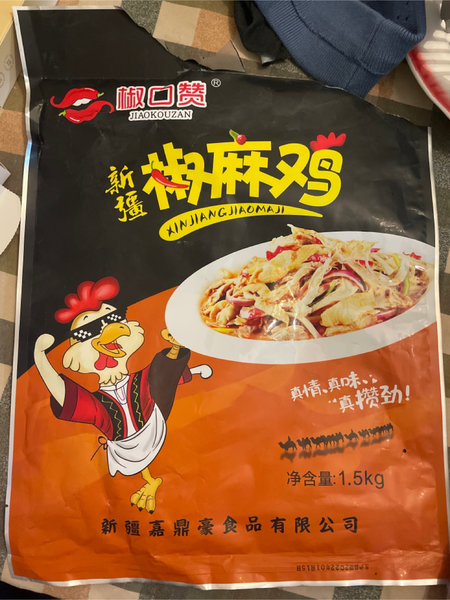 椒口赞®
JIAOKOUZAN
新疆
椒麻鸡
XINJIANGJIAOMAJI
真情、真味、
真攒劲!
净含量:1.5kg
新疆嘉鼎豪食品有限公司